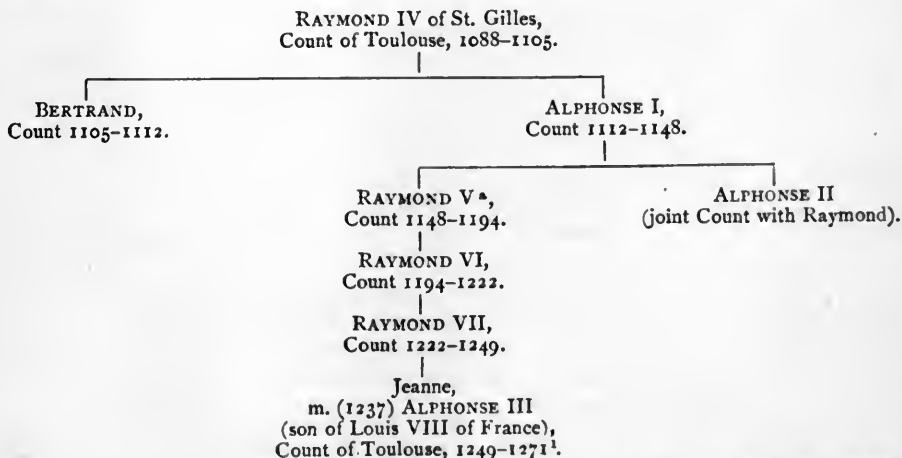 RAYMOND IV of St. Gilles,
Count of Toulouse, 1088–1105.
BERTRAND,
Count 1105–1112.
ALPHONSE I,
Count 1112–1148.
RAYMOND V ᵃ,
Count 1148–1194.
ALPHONSE II
(joint Count with Raymond).
RAYMOND VI,
Count 1194–1222.
RAYMOND VII,
Count 1222–1249.
Jeanne,
m. (1237) ALPHONSE III
(son of Louis VIII of France),
Count of Toulouse, 1249–1271¹.